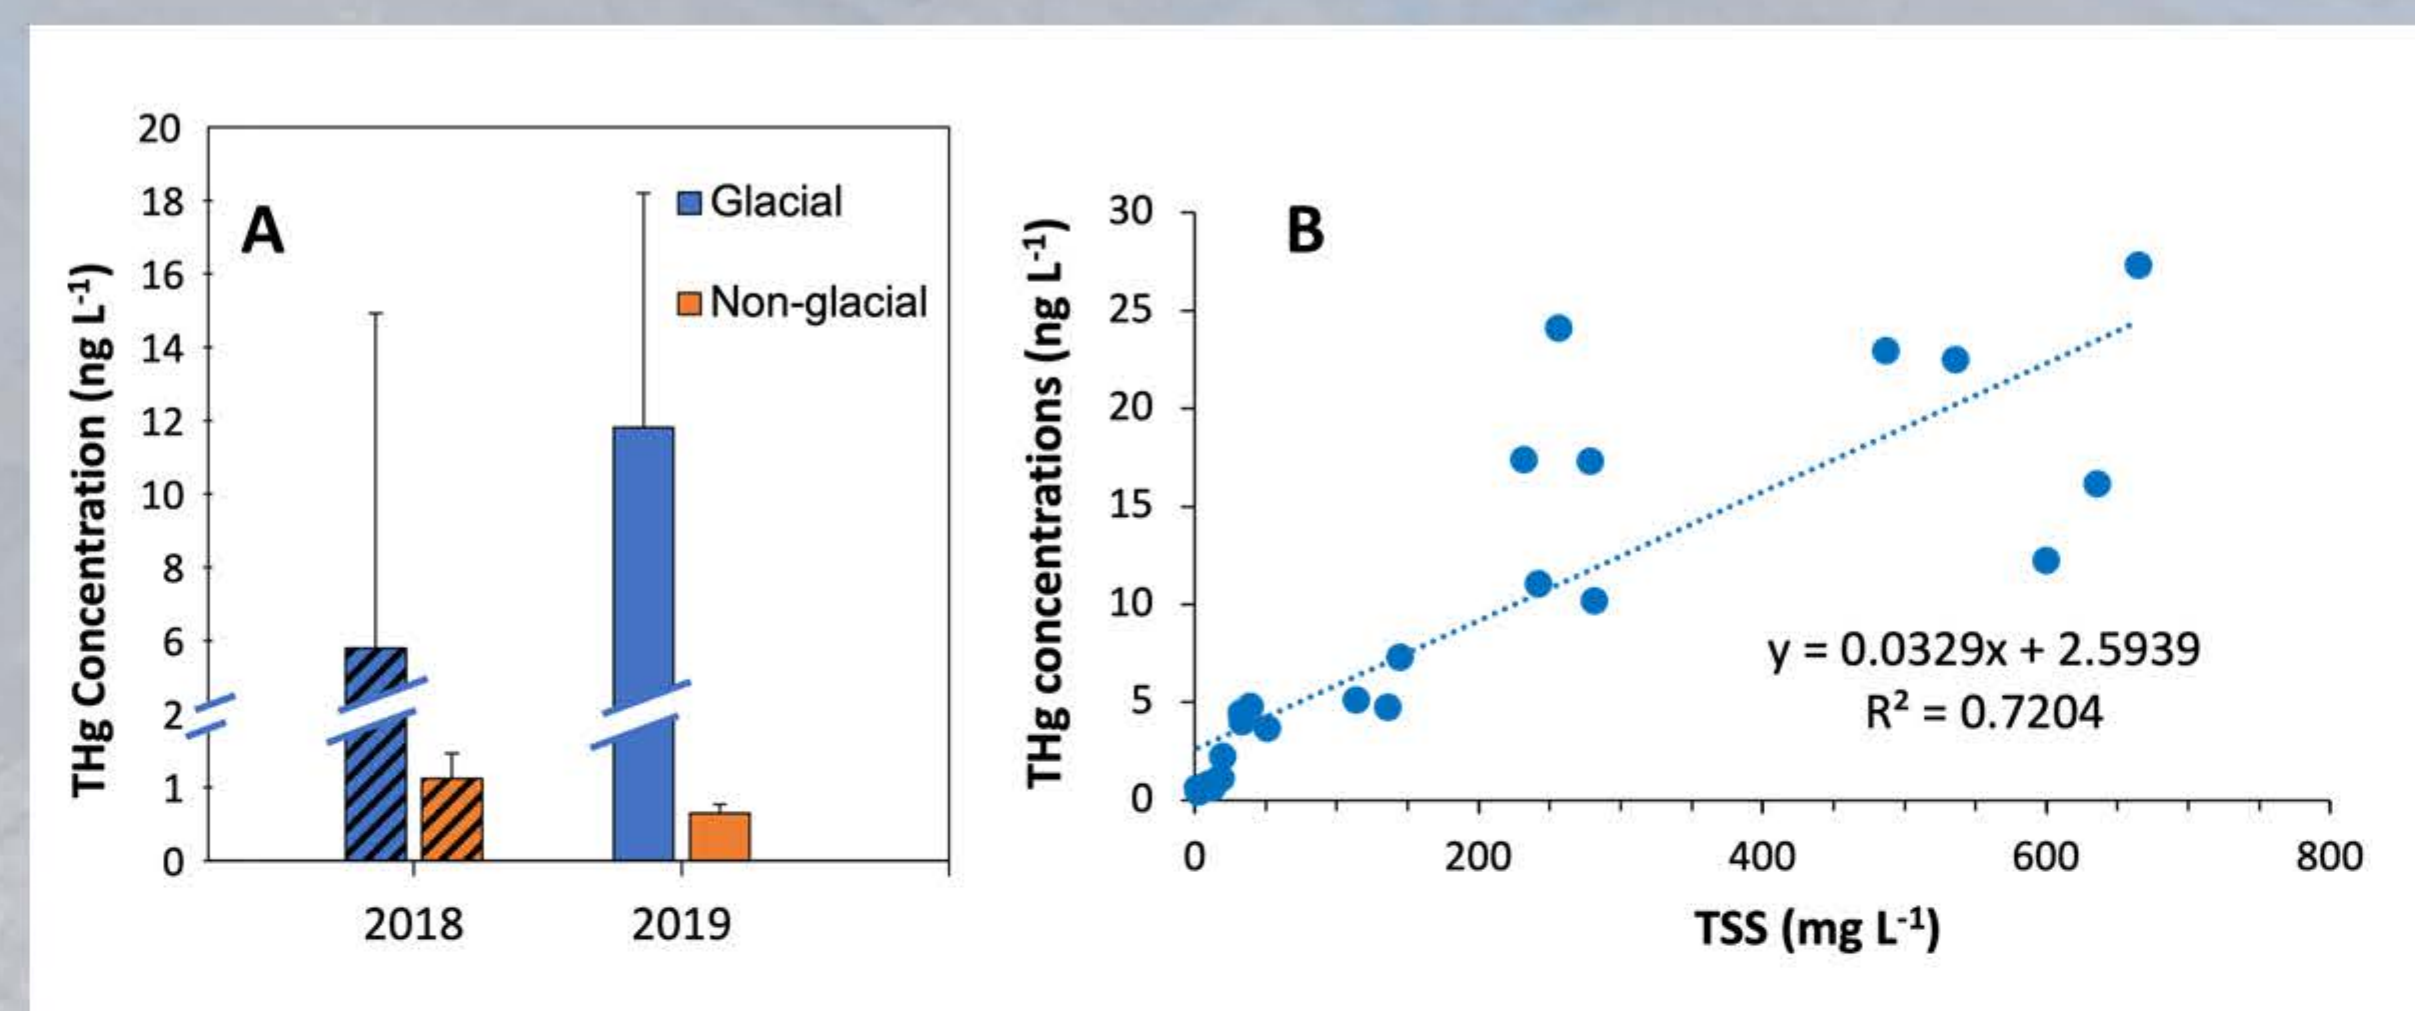 A
THg Concentration (ng L⁻¹)
20
18
16
14
12
10
8
6
2
1
0
Glacial
Non-glacial
2018
2019
B
THg concentrations (ng L⁻¹)
30
25
20
15
10
5
0
y = 0.0329x + 2.5939
R² = 0.7204
0 200 400 600 800
TSS (mg L⁻¹)